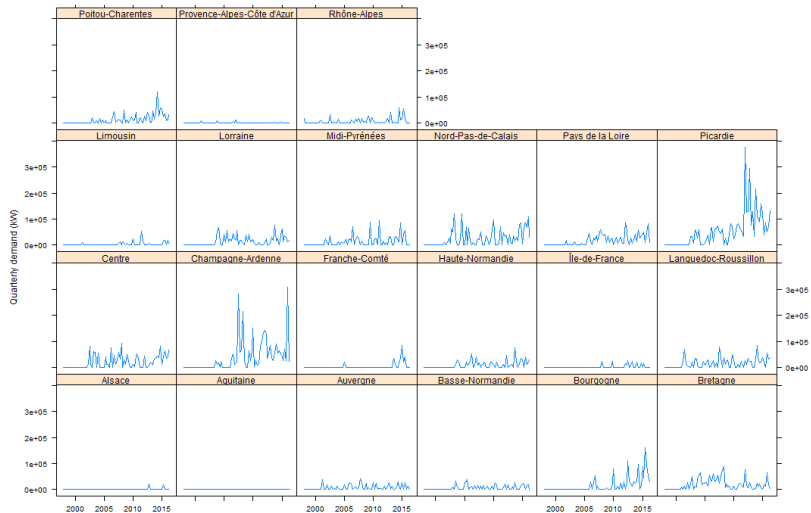 Poitou-Charentes Provence-Alpes-Côte d'Azur Rhône-Alpes
3e+05
2e+05
1e+05
0e+00
Limousin Lorraine Midi-Pyrénées Nord-Pas-de-Calais Pays de la Loire Picardie
3e+05
2e+05
1e+05
0e+00
Quarterly demand (kW)
Centre Champagne-Ardenne Franche-Comté Haute-Normandie Île-de-France Languedoc-Roussillon
3e+05
2e+05
1e+05
0e+00
Alsace Aquitaine Auvergne Basse-Normandie Bourgogne Bretagne
3e+05
2e+05
1e+05
0e+00
2000 2005 2010 2015 2000 2005 2010 2015 2000 2005 2010 2015